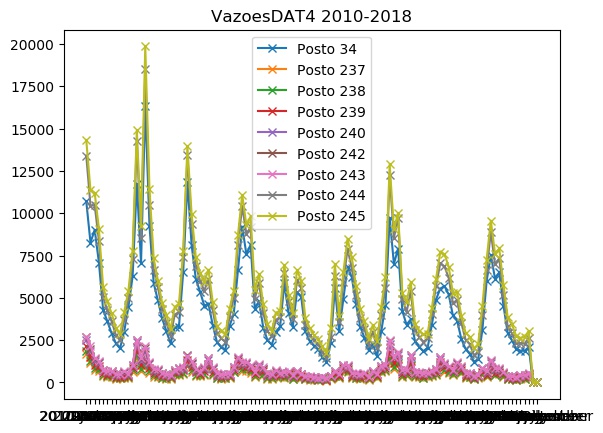 VazoesDAT4 2010-2018
20000
17500
15000
12500
10000
7500
5000
2500
0
Posto 34
Posto 237
Posto 238
Posto 239
Posto 240
Posto 242
Posto 243
Posto 244
Posto 245